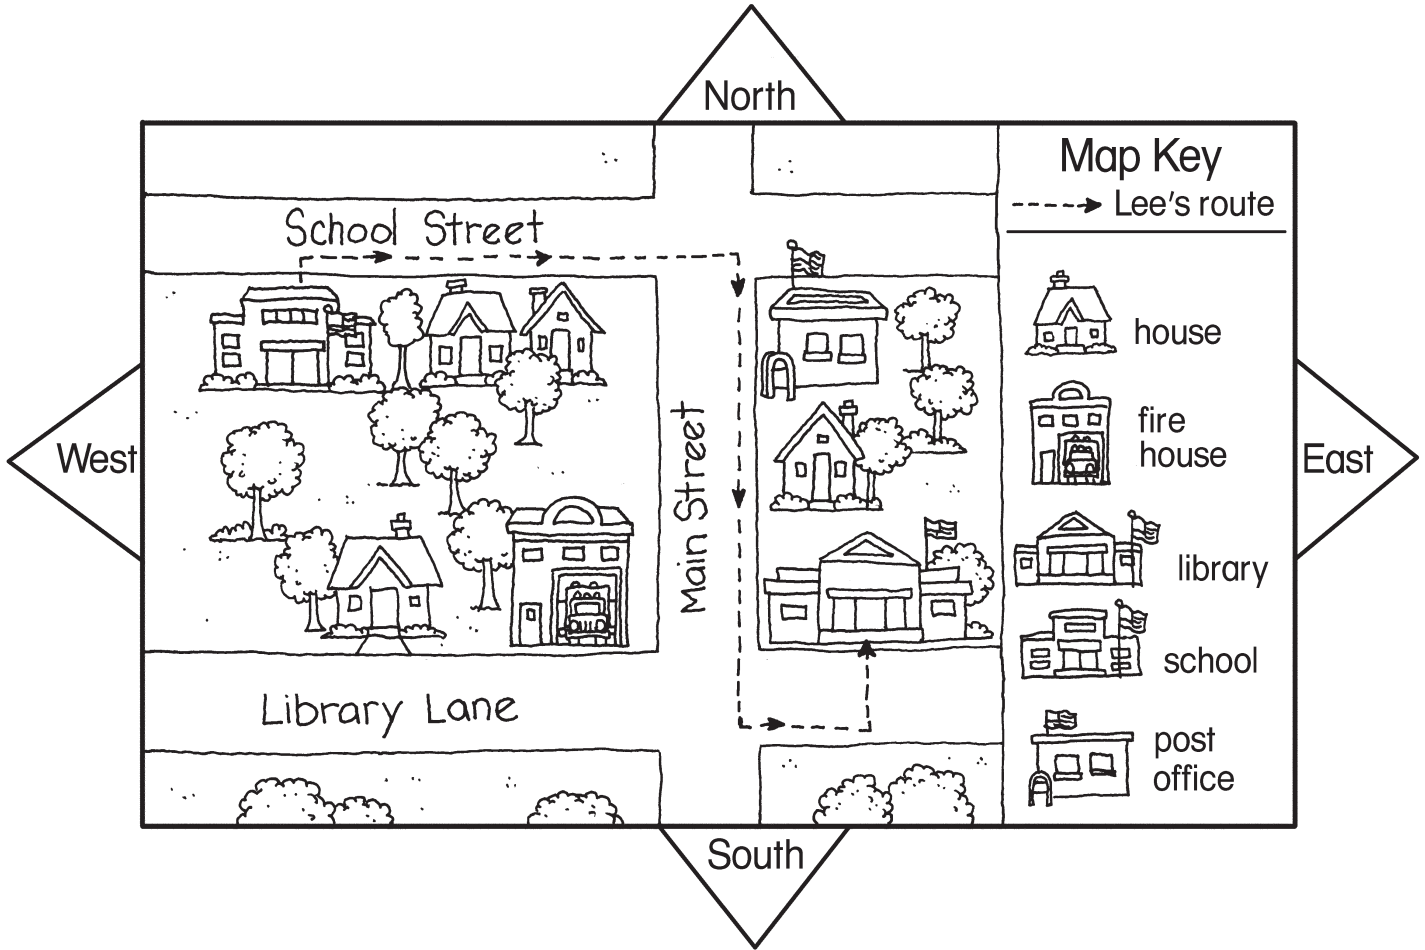 North
Map Key
Lee's route
School Street
house
fire
house
West
Main Street
East
library
school
Library Lane
post
office
South